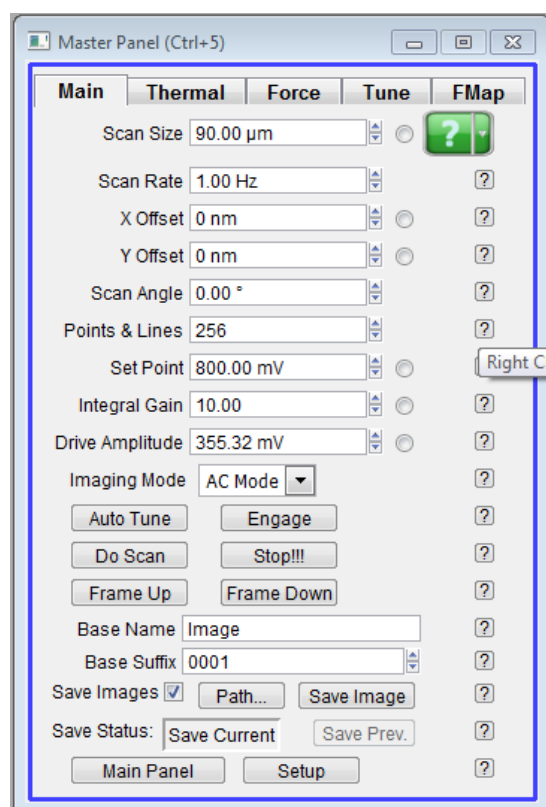 Master Panel (Ctrl+5)
Main Thermal Force Tune FMap
Scan Size 90.00 µm ?
Scan Rate 1.00 Hz ?
X Offset 0 nm ?
Y Offset 0 nm ?
Scan Angle 0.00 ° ?
Points & Lines 256 ?
Right C
Set Point 800.00 mV
Integral Gain 10.00 ?
Drive Amplitude 355.32 mV ?
Imaging Mode AC Mode ?
Auto Tune Engage ?
Do Scan Stop!!! ?
Frame Up Frame Down ?
Base Name Image ?
Base Suffix 0001 ?
Save Images Path... Save Image ?
Save Status: Save Current Save Prev. ?
Main Panel Setup ?